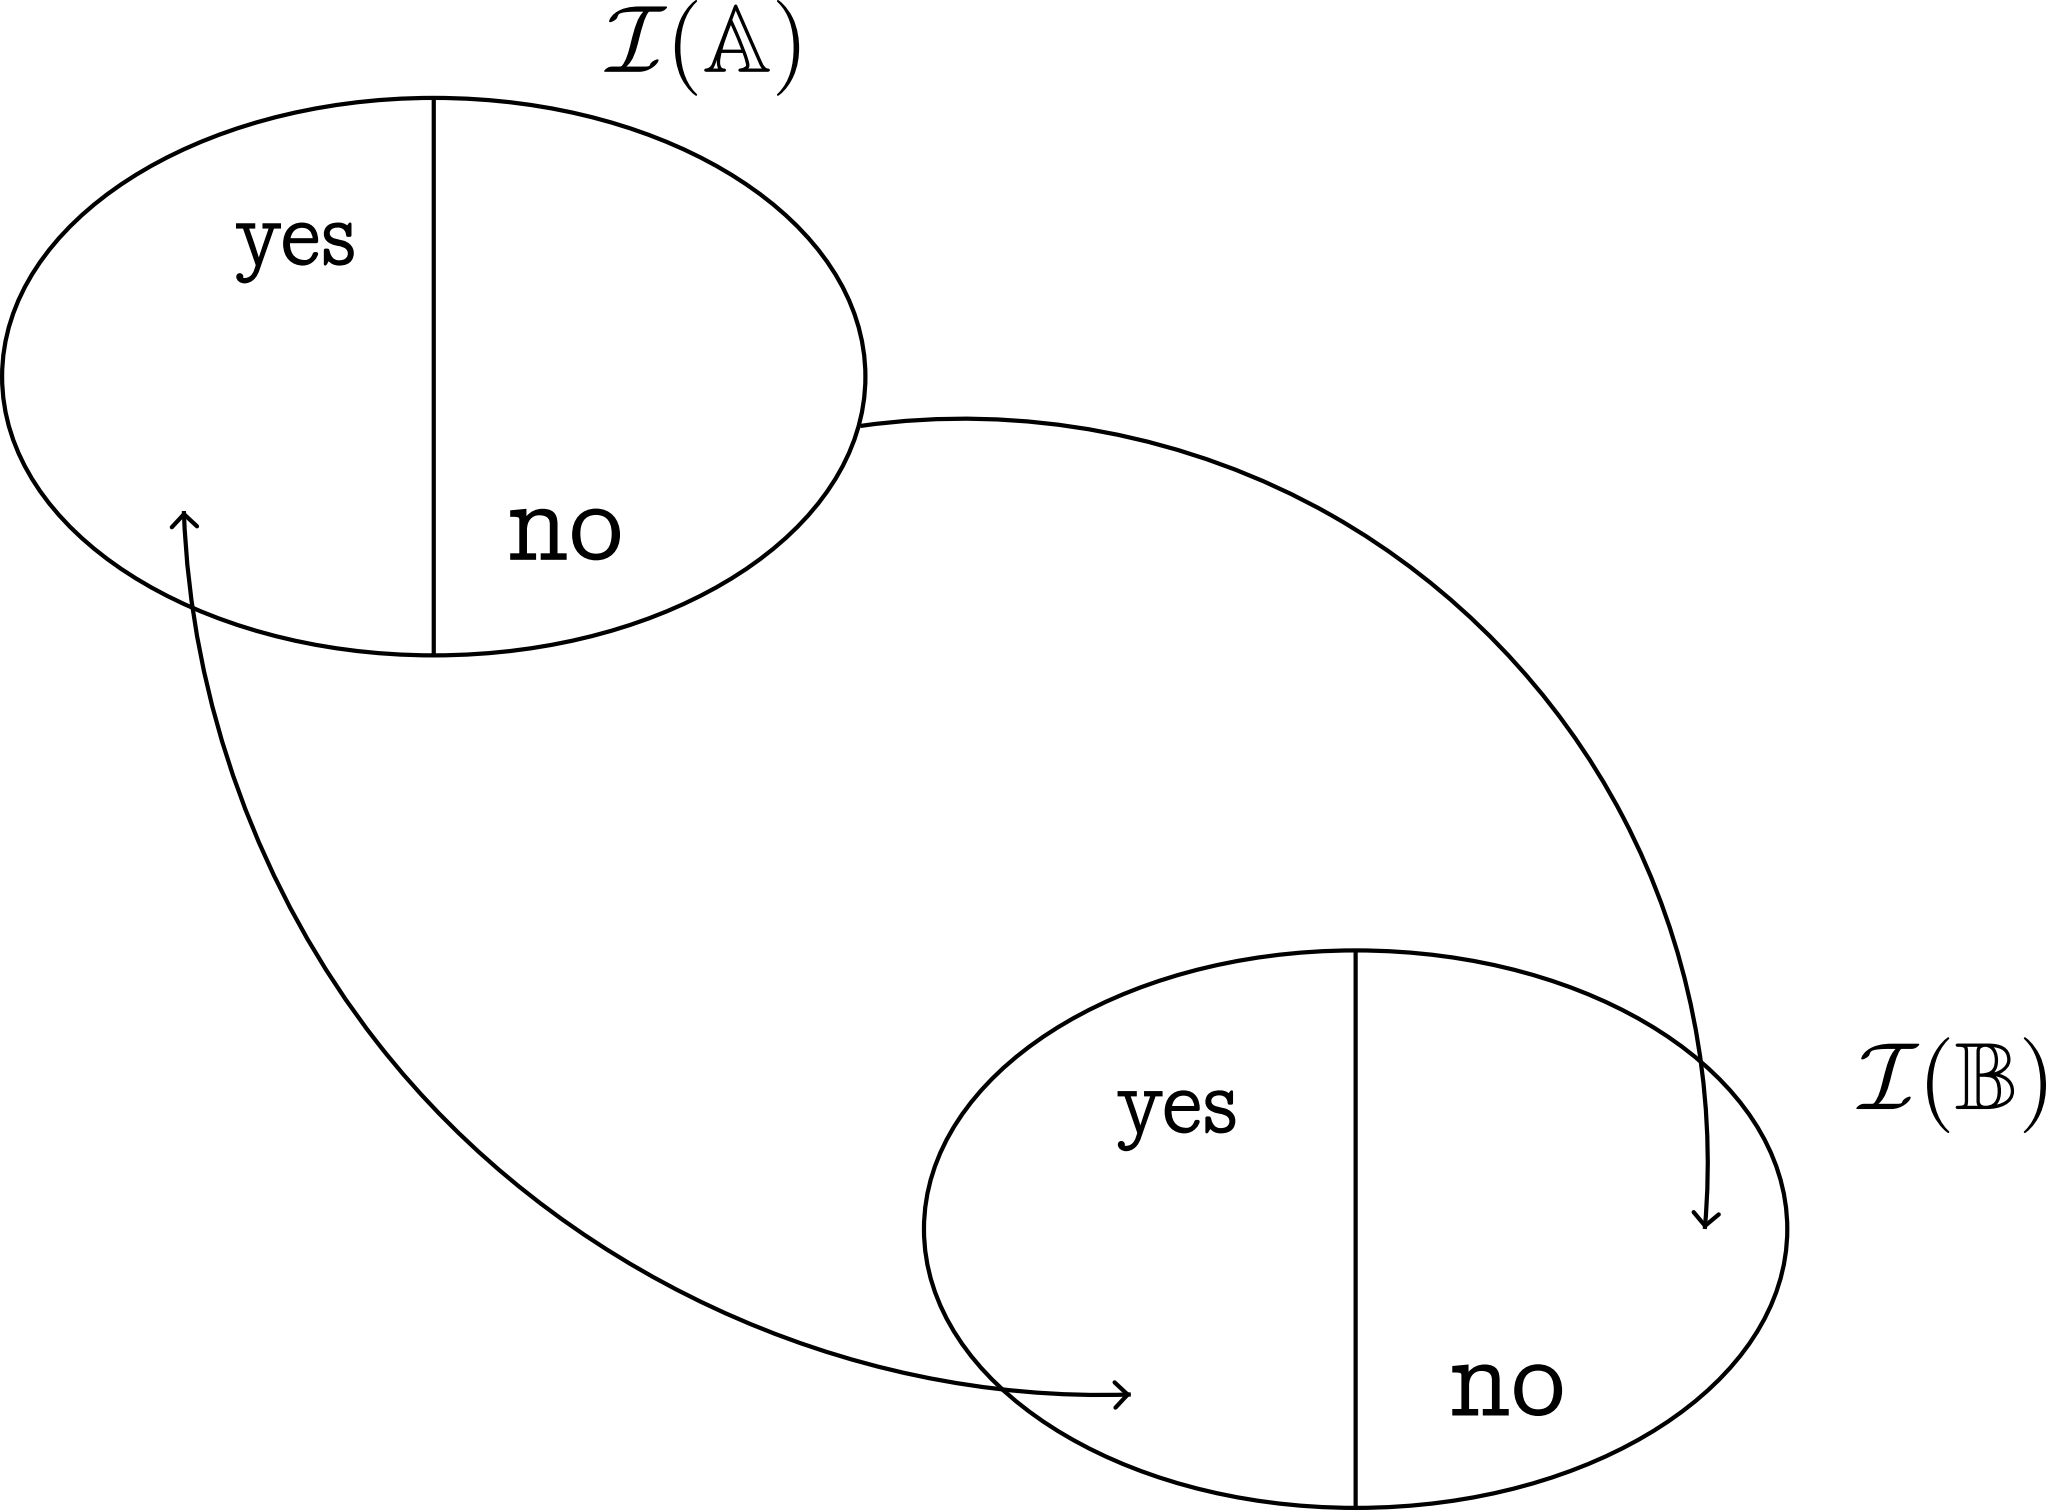 𝓘(𝔸)
yes
no
yes
𝓘(𝔹)
no